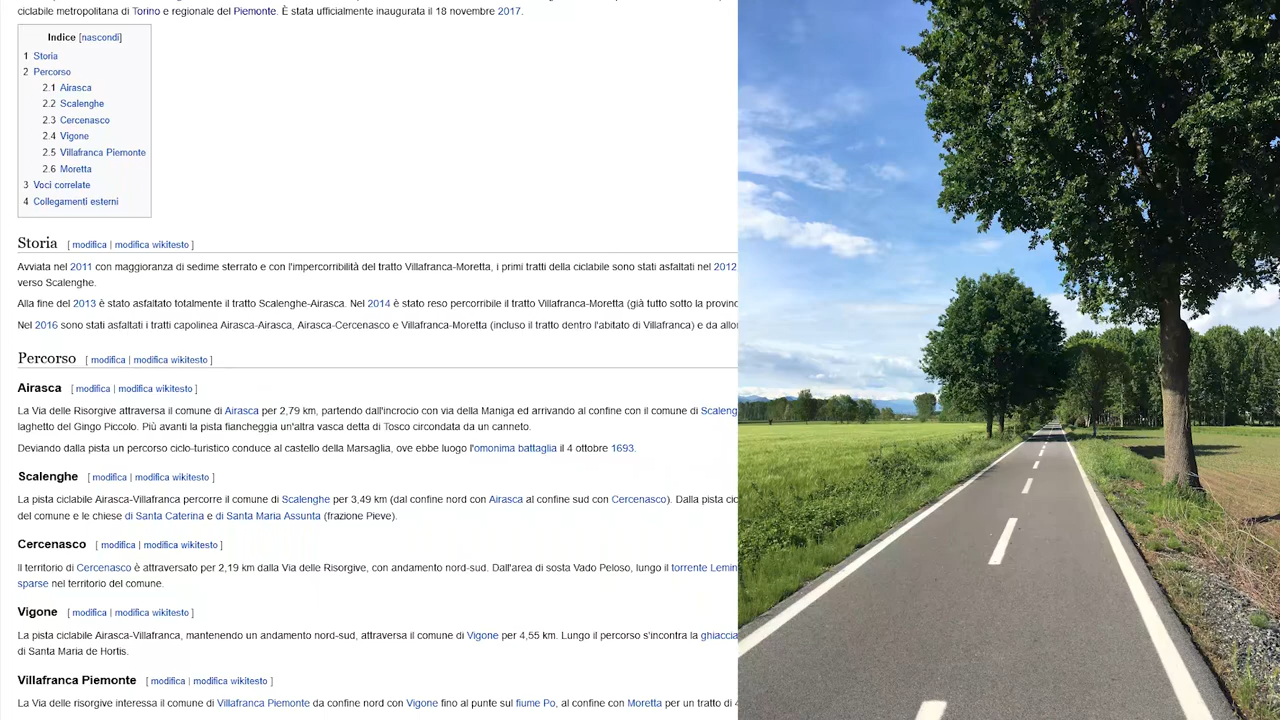 ciclabile metropolitana di Torino e regionale del Piemonte. È stata ufficialmente inaugurata il 18 novembre 2017.
Indice [nascondi]
1 Storia
2 Percorso
2.1 Airasca
2.2 Scalenghe
2.3 Cercenasco
2.4 Vigone
2.5 Villafranca Piemonte
2.6 Moretta
3 Voci correlate
4 Collegamenti esterni
Storia [ modifica | modifica wikitesto ]
Avviata nel 2011 con maggioranza di sedime sterrato e con l'impercorribilità del tratto Villafranca-Moretta, i primi tratti della ciclabile sono stati asfaltati nel 2012
verso Scalenghe.
Alla fine del 2013 è stato asfaltato totalmente il tratto Scalenghe-Airasca. Nel 2014 è stato reso percorribile il tratto Villafranca-Moretta (già tutto sotto la provinc
Nel 2016 sono stati asfaltati i tratti capolinea Airasca-Airasca, Airasca-Cercenasco e Villafranca-Moretta (incluso il tratto dentro l'abitato di Villafranca) e da allo
Percorso [ modifica | modifica wikitesto ]
Airasca [ modifica | modifica wikitesto ]
La Via delle Risorgive attraversa il comune di Airasca per 2,79 km, partendo dall'incrocio con via della Maniga ed arrivando al confine con il comune di Scaleng
laghetto del Gingo Piccolo. Più avanti la pista fiancheggia un'altra vasca detta di Tosco circondata da un canneto.
Deviando dalla pista un percorso ciclo-turistico conduce al castello della Marsaglia, ove ebbe luogo l'omonima battaglia il 4 ottobre 1693.
Scalenghe [ modifica | modifica wikitesto ]
La pista ciclabile Airasca-Villafranca percorre il comune di Scalenghe per 3,49 km (dal confine nord con Airasca al confine sud con Cercenasco). Dalla pista cic
del comune e le chiese di Santa Caterina e di Santa Maria Assunta (frazione Pieve).
Cercenasco [ modifica | modifica wikitesto ]
Il territorio di Cercenasco è attraversato per 2,19 km dalla Via delle Risorgive, con andamento nord-sud. Dall'area di sosta Vado Peloso, lungo il torrente Lemin
sparse nel territorio del comune.
Vigone [ modifica | modifica wikitesto ]
La pista ciclabile Airasca-Villafranca, mantenendo un andamento nord-sud, attraversa il comune di Vigone per 4,55 km. Lungo il percorso s'incontra la ghiaccia
di Santa Maria de Hortis.
Villafranca Piemonte [ modifica | modifica wikitesto ]
La Via delle risorgive interessa il comune di Villafranca Piemonte da confine nord con Vigone fino al punte sul fiume Po, al confine con Moretta per un tratto di